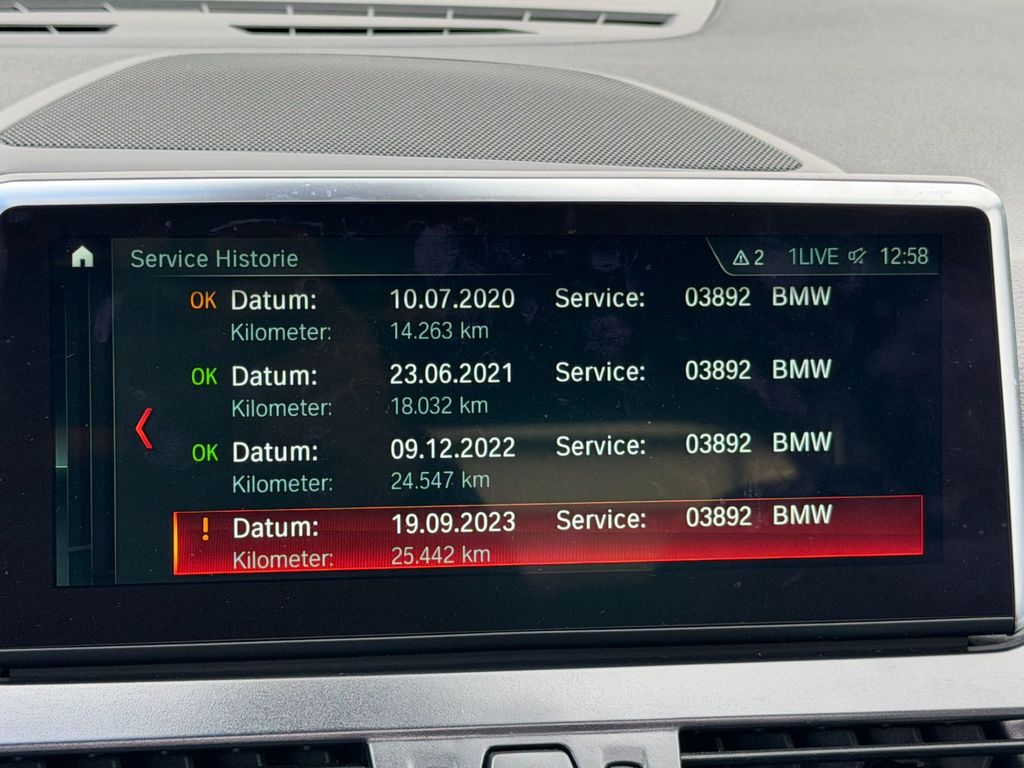 Service Historie 2 1LIVE 12:58
OK Datum: 10.07.2020 Service: 03892 BMW
Kilometer: 14.263 km
OK Datum: 23.06.2021 Service: 03892 BMW
Kilometer: 18.032 km
OK Datum: 09.12.2022 Service: 03892 BMW
Kilometer: 24.547 km
! Datum: 19.09.2023 Service: 03892 BMW
Kilometer: 25.442 km